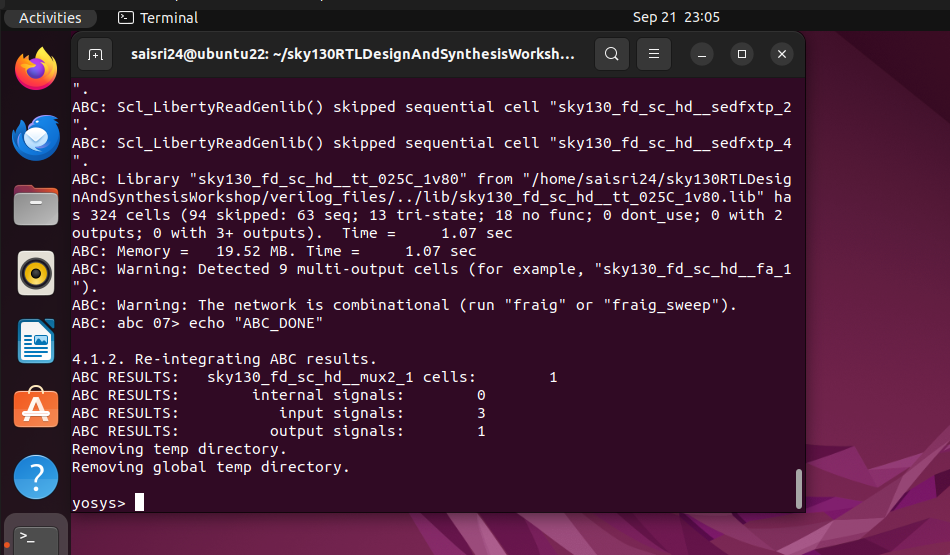 Activities
Terminal
Sep 21 23:05
saisri24@ubuntu22: ~/sky130RTLDesignAndSynthesisWorksh...
".
ABC: Scl_LibertyReadGenlib() skipped sequential cell "sky130_fd_sc_hd__sedfxtp_2
".
ABC: Scl_LibertyReadGenlib() skipped sequential cell "sky130_fd_sc_hd__sedfxtp_4
".
ABC: Library "sky130_fd_sc_hd__tt_025C_1v80" from "/home/saisri24/sky130RTLDesig
nAndSynthesisWorkshop/verilog_files/../lib/sky130_fd_sc_hd__tt_025C_1v80.lib" ha
s 324 cells (94 skipped: 63 seq; 13 tri-state; 18 no func; 0 dont_use; 0 with 2
outputs; 0 with 3+ outputs).  Time =     1.07 sec
ABC: Memory =   19.52 MB. Time =     1.07 sec
ABC: Warning: Detected 9 multi-output cells (for example, "sky130_fd_sc_hd__fa_1
").
ABC: Warning: The network is combinational (run "fraig" or "fraig_sweep").
ABC: abc 07> echo "ABC_DONE"
4.1.2. Re-integrating ABC results.
ABC RESULTS:   sky130_fd_sc_hd__mux2_1 cells:        1
ABC RESULTS:        internal signals:        0
ABC RESULTS:           input signals:        3
ABC RESULTS:          output signals:        1
Removing temp directory.
Removing global temp directory.
yosys>